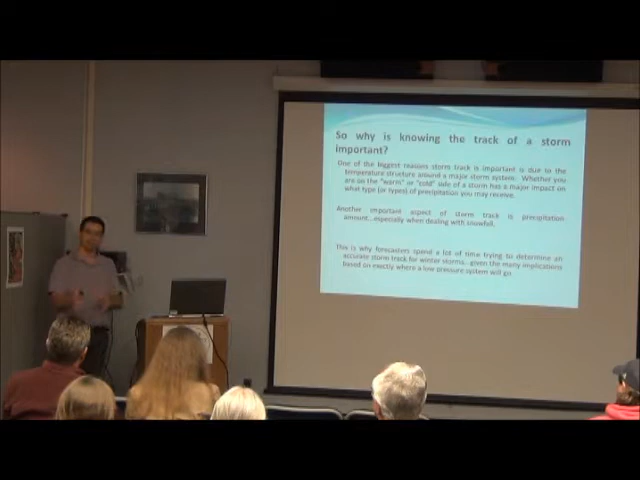 So why is knowing the track of a storm
important?
One of the biggest reasons storm track is important is due to the
temperature structure around a major storm system. Whether you
are on the "warm" or "cold" side of a storm has a major impact on
what type (or types) of precipitation you may receive.
Another important aspect of storm track is precipitation
amount...especially when dealing with snowfall.
This is why forecasters spend a lot of time trying to determine an
accurate storm track for winter storms...given the many implications
based on exactly where a low pressure system will go.